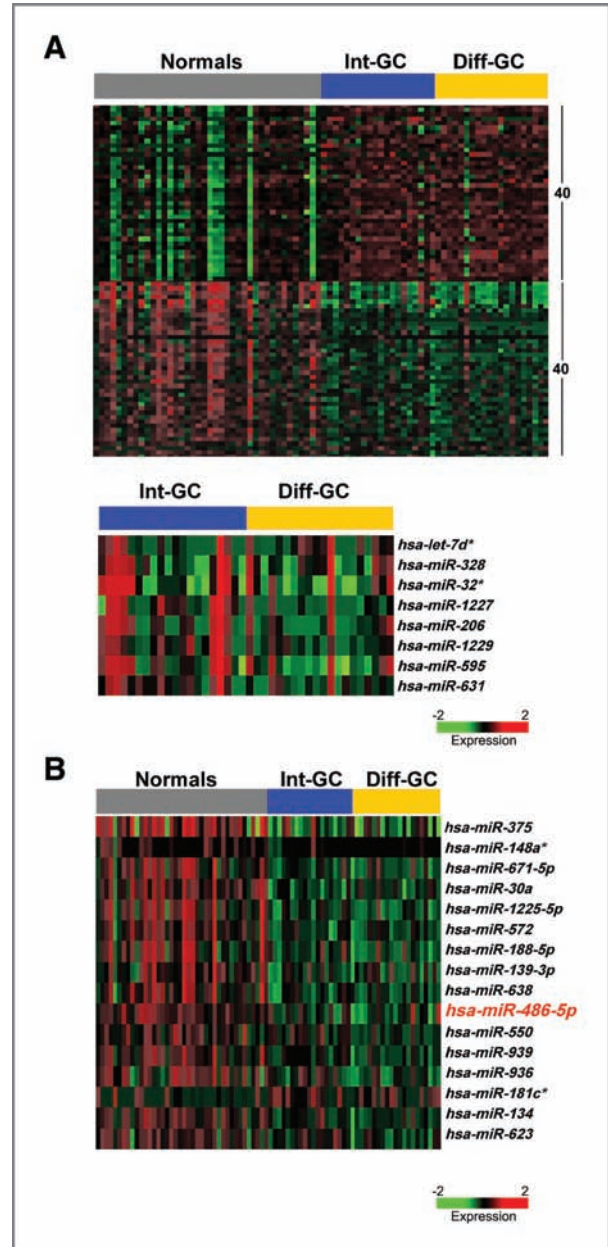 A
Normals Int-GC Diff-GC
40
40
Int-GC Diff-GC
hsa-let-7d*
hsa-miR-328
hsa-miR-32*
hsa-miR-1227
hsa-miR-206
hsa-miR-1229
hsa-miR-595
hsa-miR-631
-2 2
Expression
B
Normals Int-GC Diff-GC
hsa-miR-375
hsa-miR-148a*
hsa-miR-671-5p
hsa-miR-30a
hsa-miR-1225-5p
hsa-miR-572
hsa-miR-188-5p
hsa-miR-139-3p
hsa-miR-638
hsa-miR-486-5p
hsa-miR-550
hsa-miR-939
hsa-miR-936
hsa-miR-181c*
hsa-miR-134
hsa-miR-623
-2 2
Expression